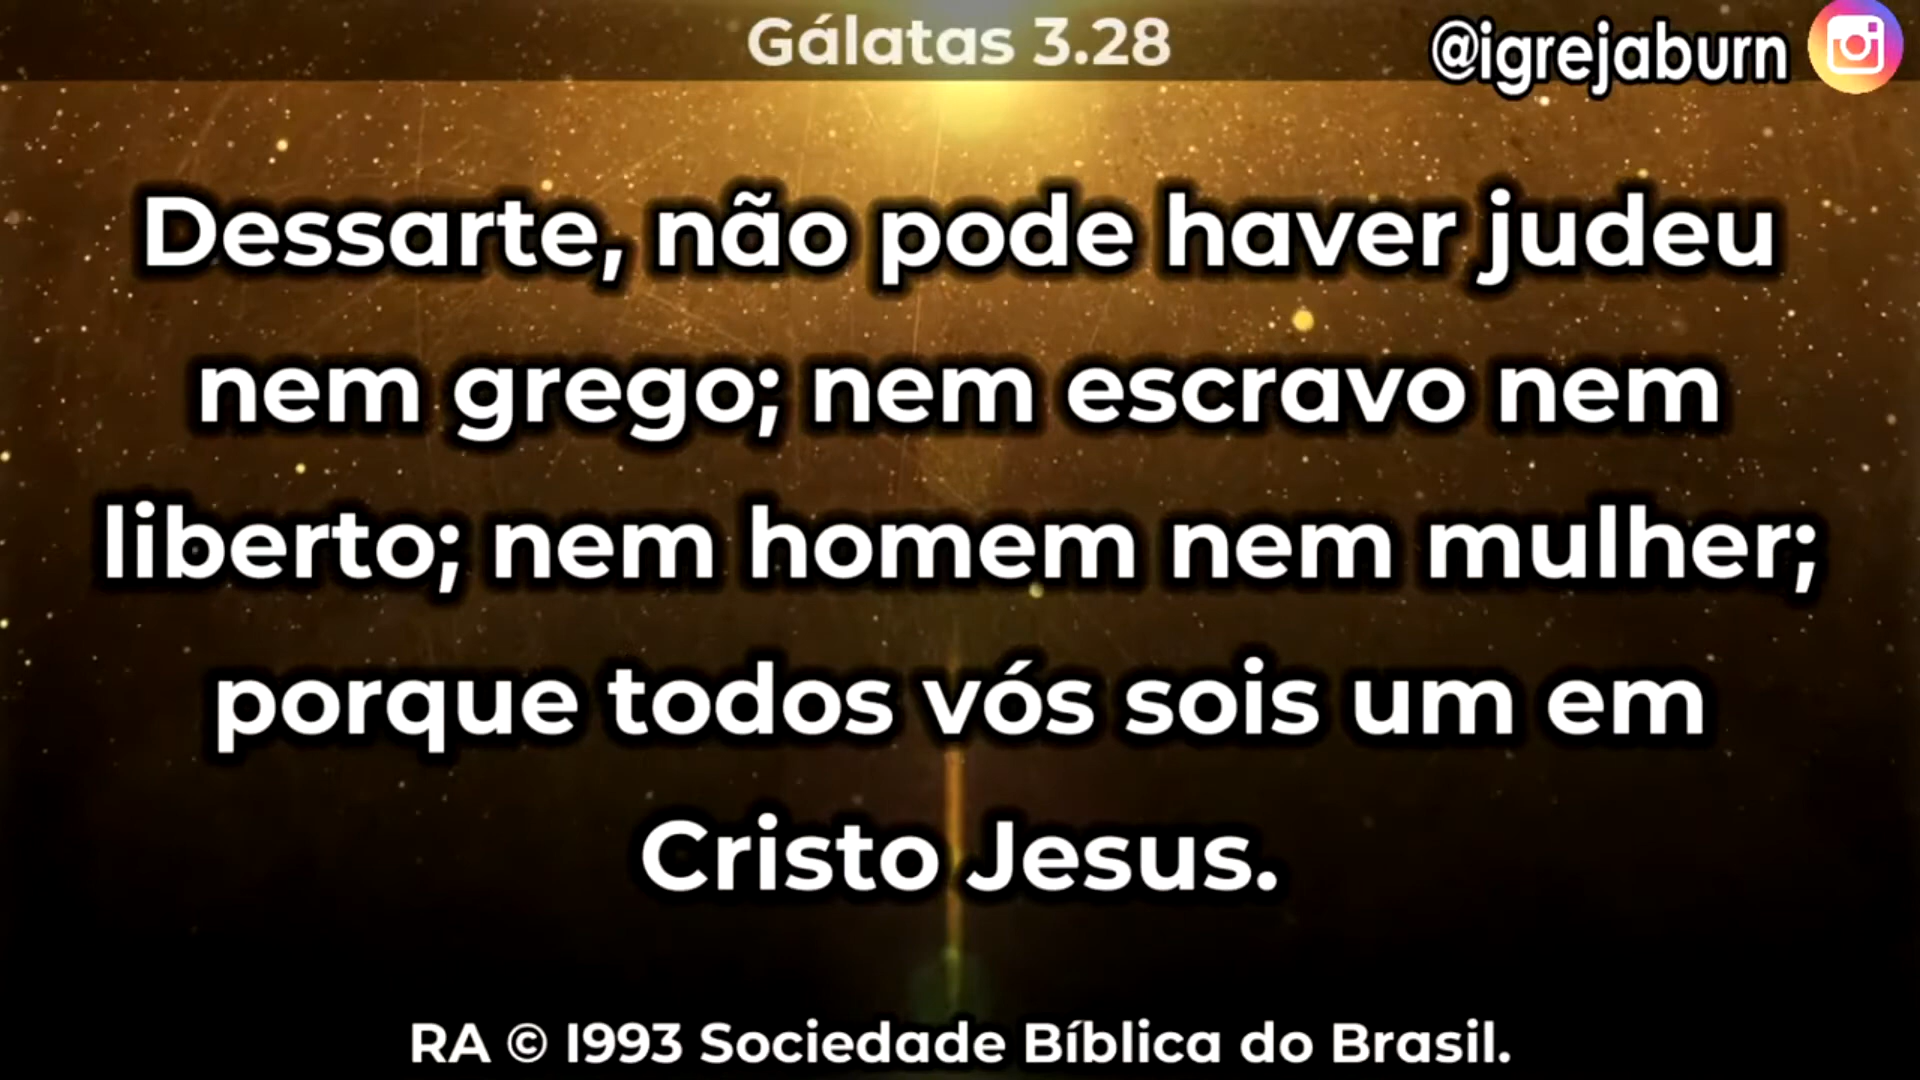 Gálatas 3.28
@igrejaburn
Dessarte, não pode haver judeu
nem grego; nem escravo nem
liberto; nem homem nem mulher;
porque todos vós sois um em
Cristo Jesus.
RA © I993 Sociedade Bíblica do Brasil.